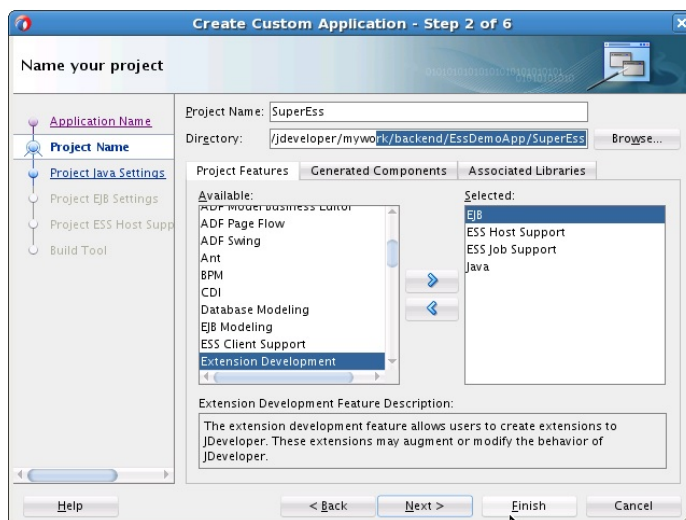 Create Custom Application - Step 2 of 6
Name your project
Application Name
Project Name
Project Java Settings
Project EJB Settings
Project ESS Host Supp
Build Tool
Project Name: SuperEss
Directory: /jdeveloper/mywork/backend/EssDemoApp/SuperEss Browse...
Project Features Generated Components Associated Libraries
Available:
ADF Model Business Editor
ADF Page Flow
ADF Swing
Ant
BPM
CDI
Database Modeling
EJB Modeling
ESS Client Support
Extension Development
Selected:
EJB
ESS Host Support
ESS Job Support
Java
Extension Development Feature Description:
The extension development feature allows users to create extensions to
JDeveloper. These extensions may augment or modify the behavior of
JDeveloper.
Help < Back Next > Finish Cancel